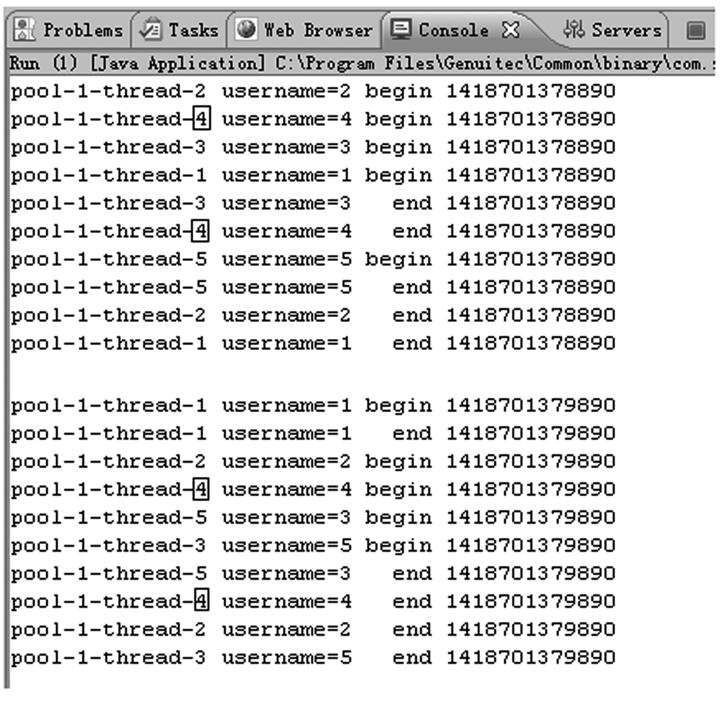 Problems Tasks Web Browser Console Servers
Run (1) [Java Application] C:\Program Files\Genuitec\Common\binary\com.
pool-1-thread-2 username=2 begin 1418701378890
pool-1-thread-4 username=4 begin 1418701378890
pool-1-thread-3 username=3 begin 1418701378890
pool-1-thread-1 username=1 begin 1418701378890
pool-1-thread-3 username=3   end 1418701378890
pool-1-thread-4 username=4   end 1418701378890
pool-1-thread-5 username=5 begin 1418701378890
pool-1-thread-5 username=5   end 1418701378890
pool-1-thread-2 username=2   end 1418701378890
pool-1-thread-1 username=1   end 1418701378890
pool-1-thread-1 username=1 begin 1418701379890
pool-1-thread-1 username=1   end 1418701379890
pool-1-thread-2 username=2 begin 1418701379890
pool-1-thread-4 username=4 begin 1418701379890
pool-1-thread-5 username=3 begin 1418701379890
pool-1-thread-3 username=5 begin 1418701379890
pool-1-thread-5 username=3   end 1418701379890
pool-1-thread-4 username=4   end 1418701379890
pool-1-thread-2 username=2   end 1418701379890
pool-1-thread-3 username=5   end 1418701379890